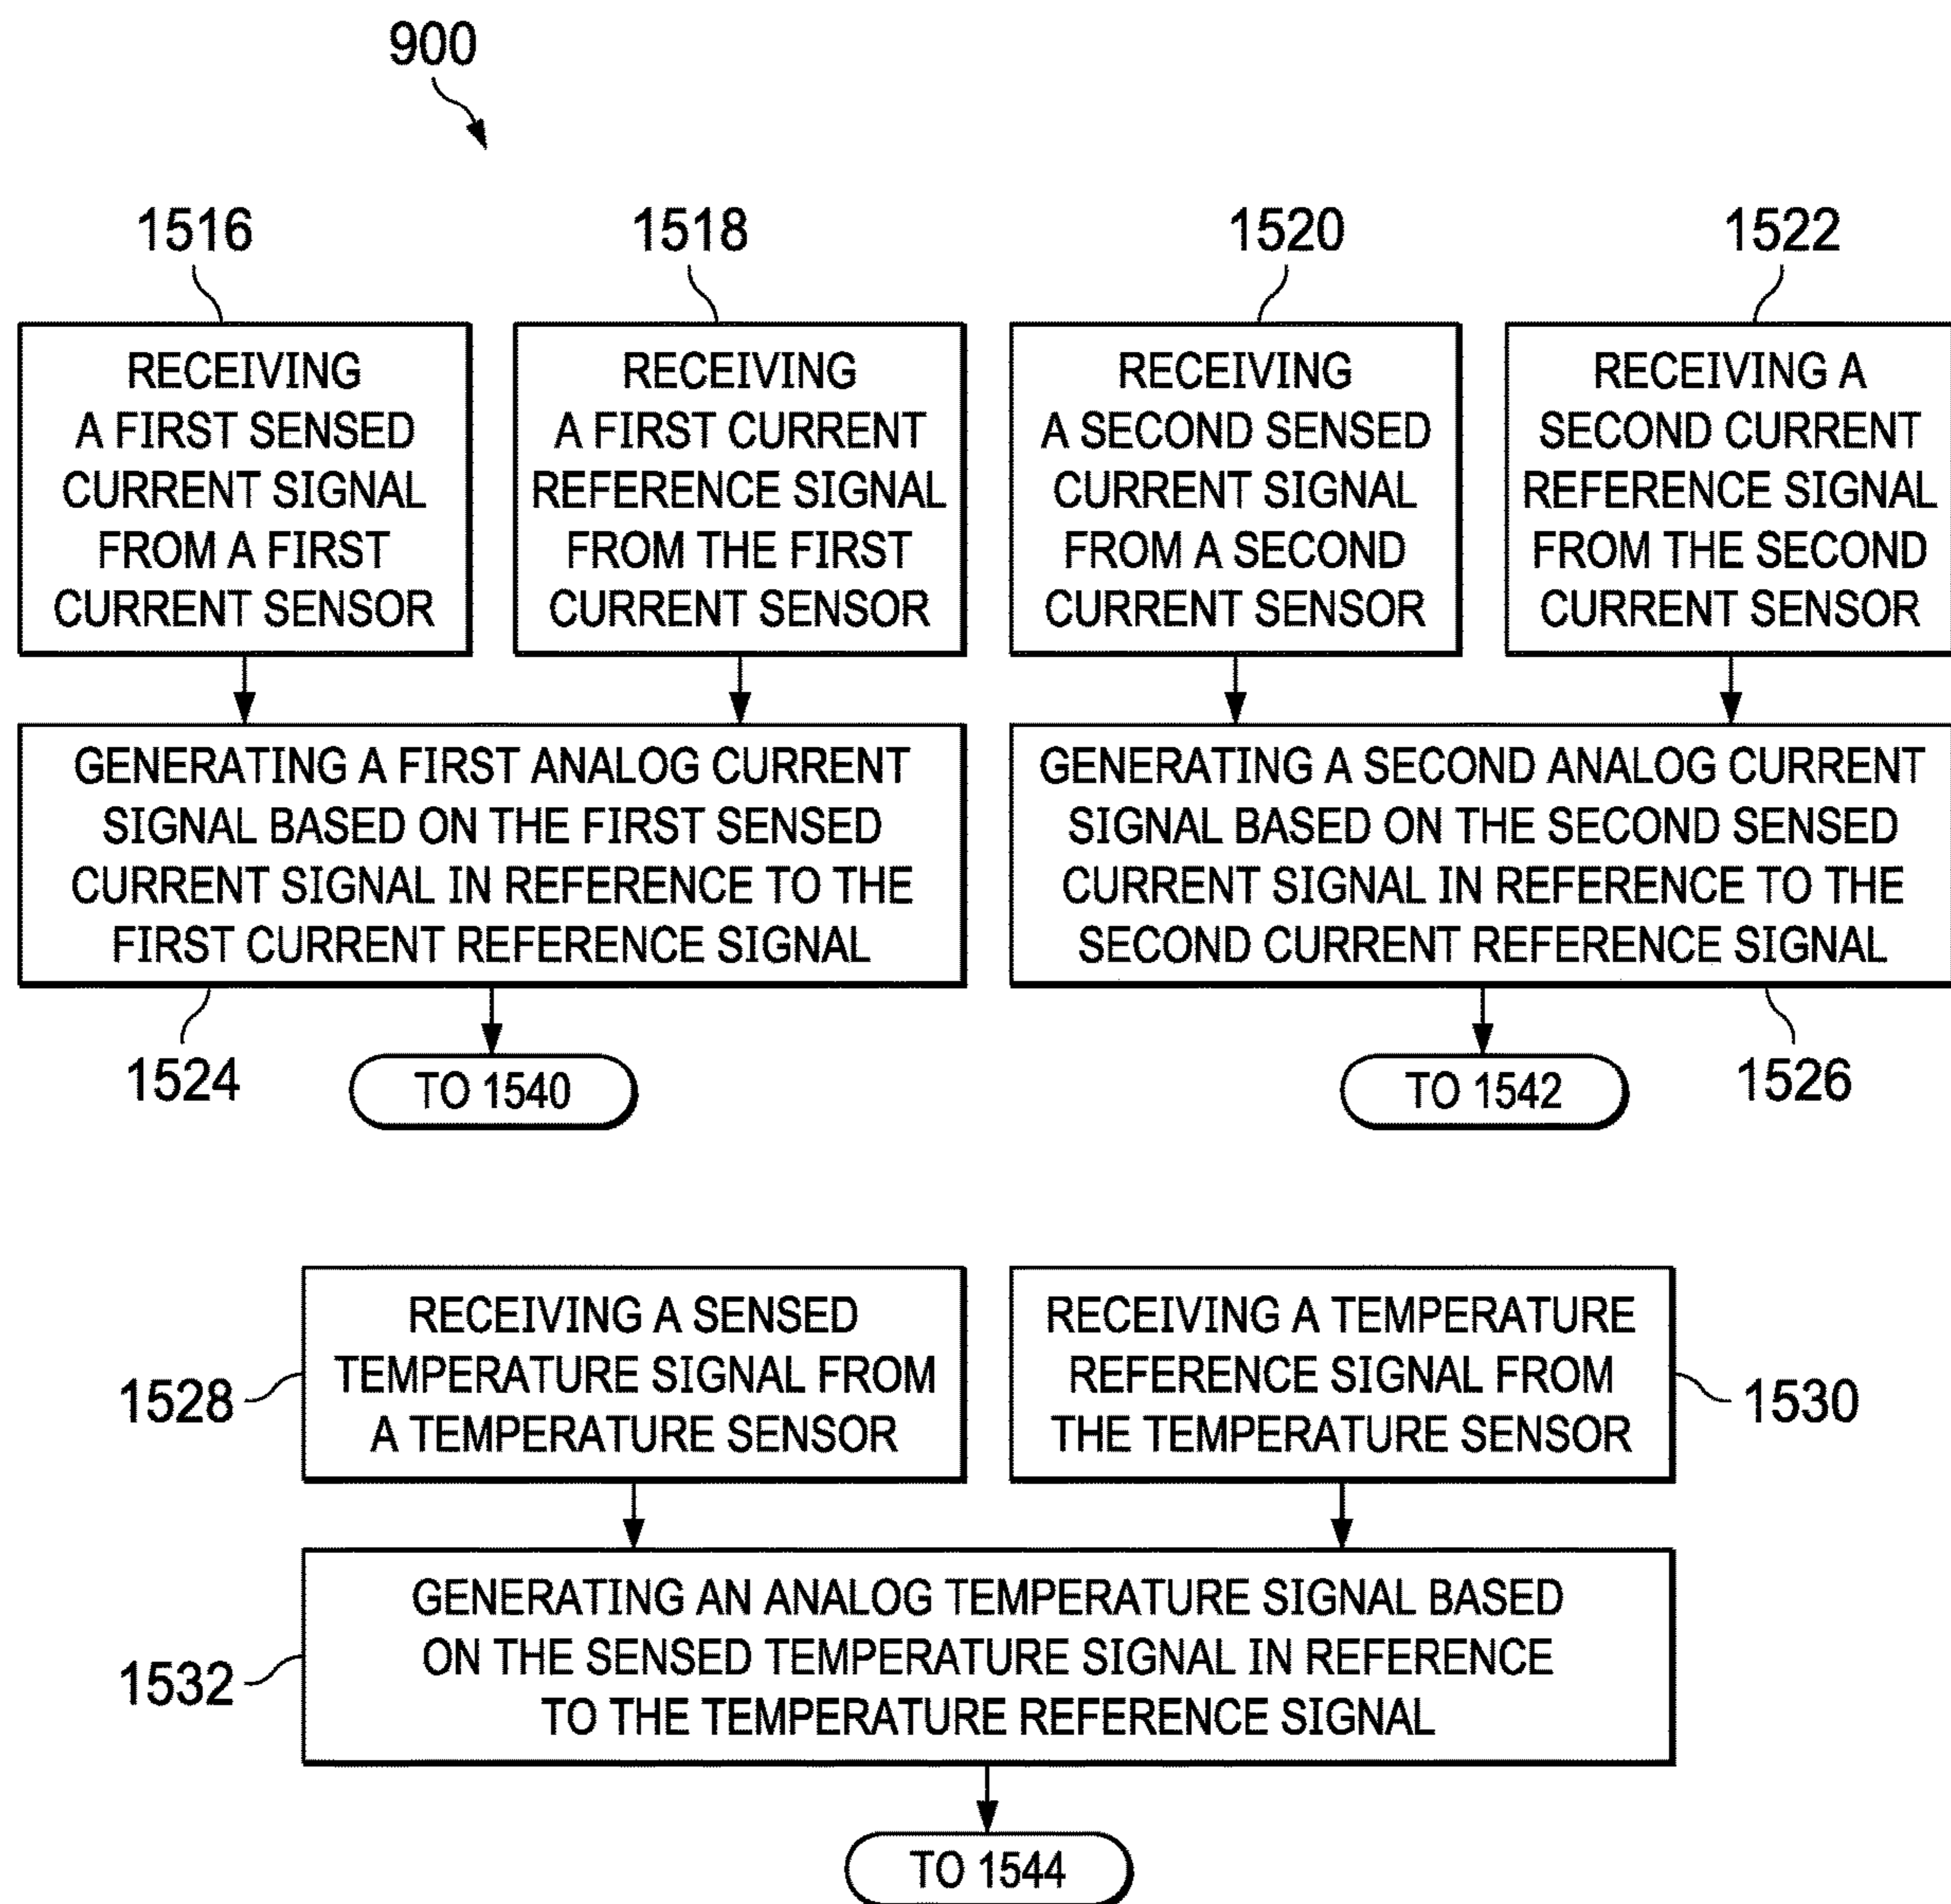 900
1516
1518
1520
1522
RECEIVING
A FIRST SENSED
CURRENT SIGNAL
FROM A FIRST
CURRENT SENSOR
RECEIVING
A FIRST CURRENT
REFERENCE SIGNAL
FROM THE FIRST
CURRENT SENSOR
RECEIVING
A SECOND SENSED
CURRENT SIGNAL
FROM A SECOND
CURRENT SENSOR
RECEIVING A
SECOND CURRENT
REFERENCE SIGNAL
FROM THE SECOND
CURRENT SENSOR
GENERATING A FIRST ANALOG CURRENT
SIGNAL BASED ON THE FIRST SENSED
CURRENT SIGNAL IN REFERENCE TO THE
FIRST CURRENT REFERENCE SIGNAL
GENERATING A SECOND ANALOG CURRENT
SIGNAL BASED ON THE SECOND SENSED
CURRENT SIGNAL IN REFERENCE TO THE
SECOND CURRENT REFERENCE SIGNAL
1524
TO 1540
TO 1542
1526
RECEIVING A SENSED
TEMPERATURE SIGNAL FROM
A TEMPERATURE SENSOR
RECEIVING A TEMPERATURE
REFERENCE SIGNAL FROM
THE TEMPERATURE SENSOR
1528
1530
GENERATING AN ANALOG TEMPERATURE SIGNAL BASED
ON THE SENSED TEMPERATURE SIGNAL IN REFERENCE
TO THE TEMPERATURE REFERENCE SIGNAL
1532
TO 1544